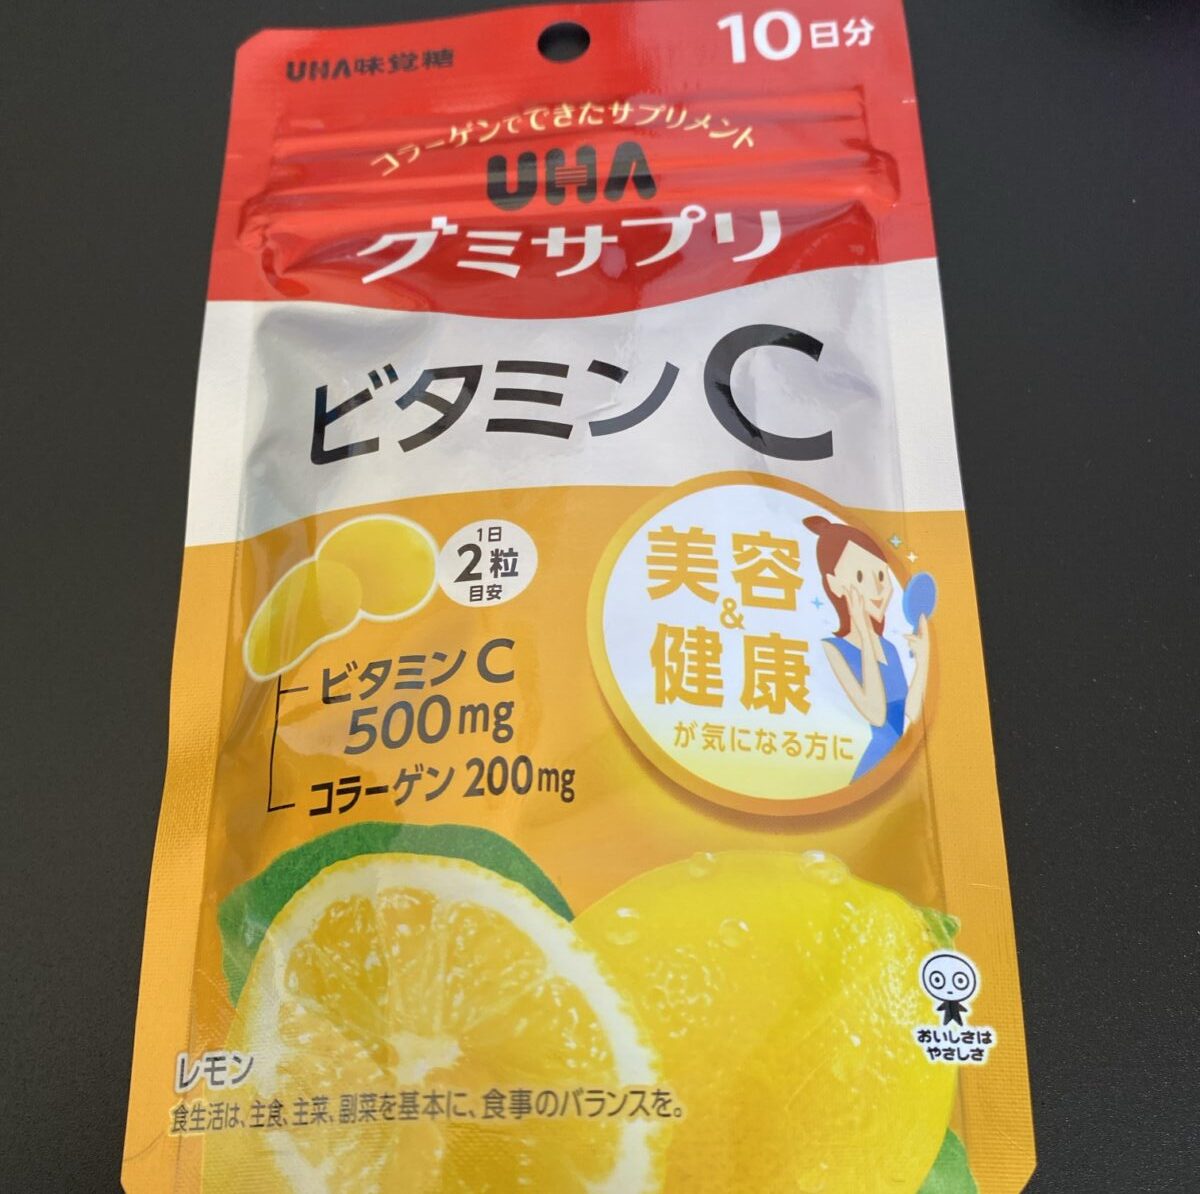 UHA味覚糖
10日分
コラーゲンでできたサプリメント
UHA
グミサプリ
ビタミンC
1日
2粒
目安
ビタミンC
500mg
コラーゲン 200mg
美容
&
健康
が気になる方に
おいしさは
やさしさ
レモン
食生活は、主食、主菜、副菜を基本に、食事のバランスを。